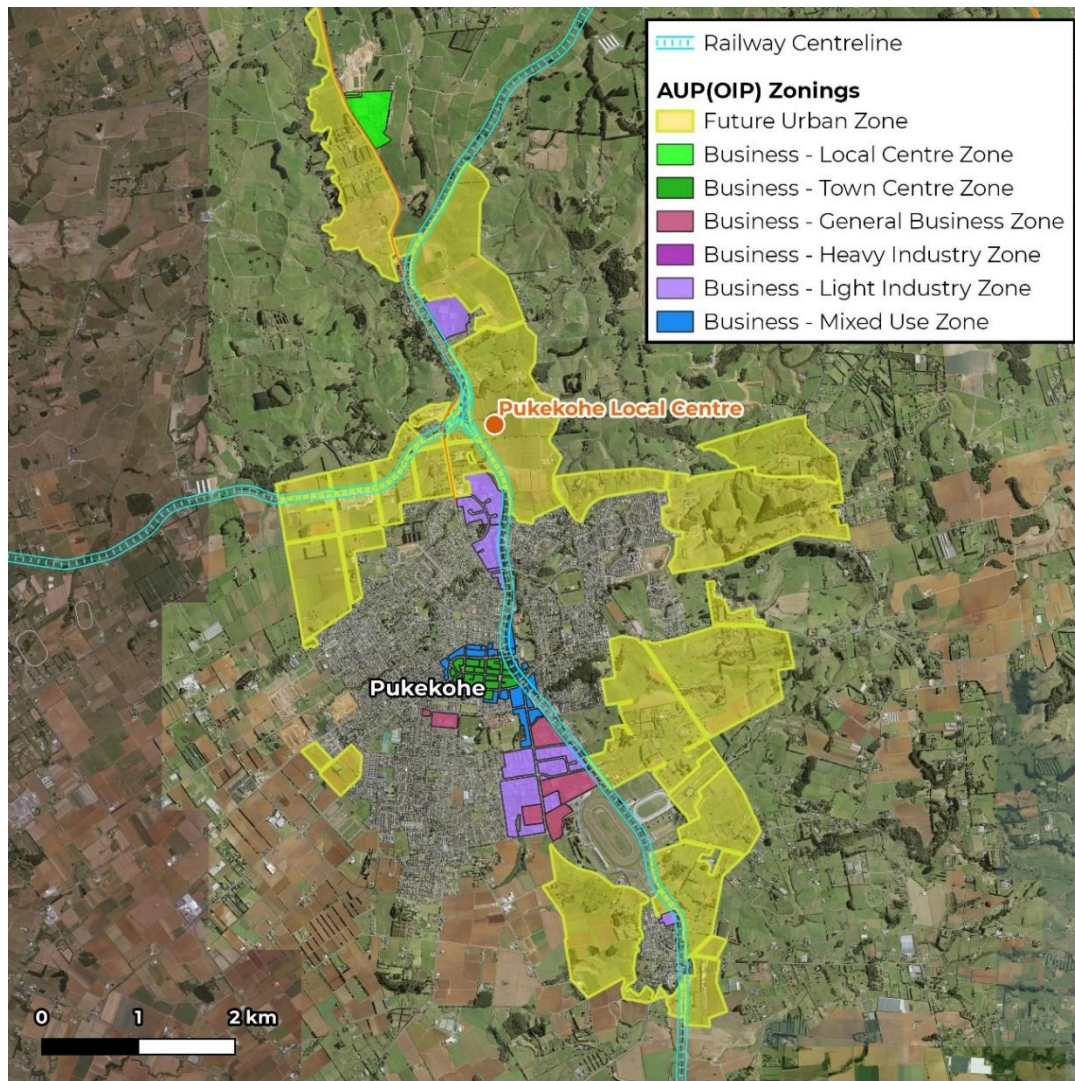 Railway Centreline
AUP(OIP) Zonings
Future Urban Zone
Business - Local Centre Zone
Business - Town Centre Zone
Business - General Business Zone
Business - Heavy Industry Zone
Business - Light Industry Zone
Business - Mixed Use Zone
Pukekohe Local Centre
Pukekohe
0 1 2 km